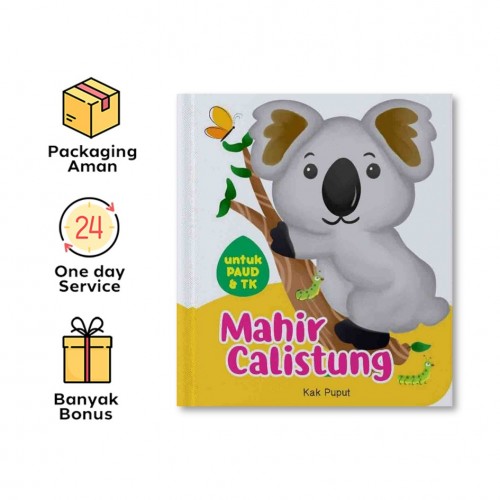 Packaging
Aman
24
One day
Service
Banyak
Bonus
untuk
PAUD
& TK
Mahir
Calistung
Kak Puput